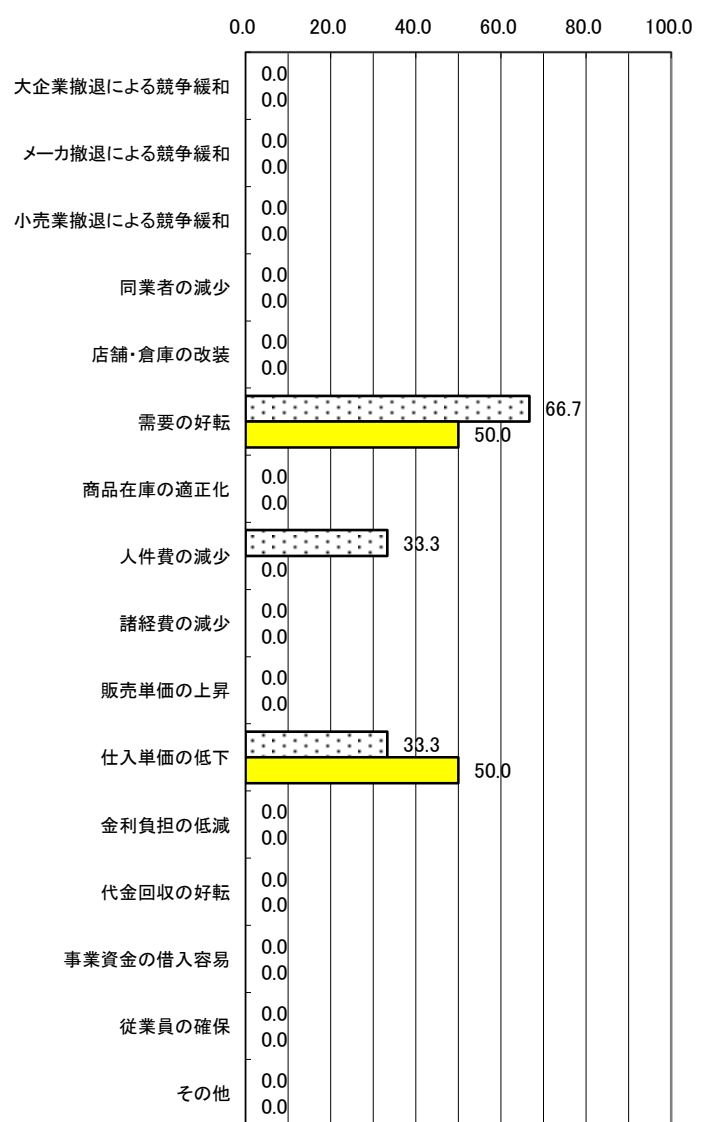 0.0 20.0 40.0 60.0 80.0 100.0
大企業撤退による競争緩和
0.0
0.0
メーカ撤退による競争緩和
0.0
0.0
小売業撤退による競争緩和
0.0
0.0
同業者の減少
0.0
0.0
店舗・倉庫の改装
0.0
0.0
需要の好転
66.7
50.0
商品在庫の適正化
0.0
0.0
人件費の減少
33.3
0.0
諸経費の減少
0.0
0.0
販売単価の上昇
0.0
0.0
仕入単価の低下
33.3
50.0
金利負担の低減
0.0
0.0
代金回収の好転
0.0
0.0
事業資金の借入容易
0.0
0.0
従業員の確保
0.0
0.0
その他
0.0
0.0